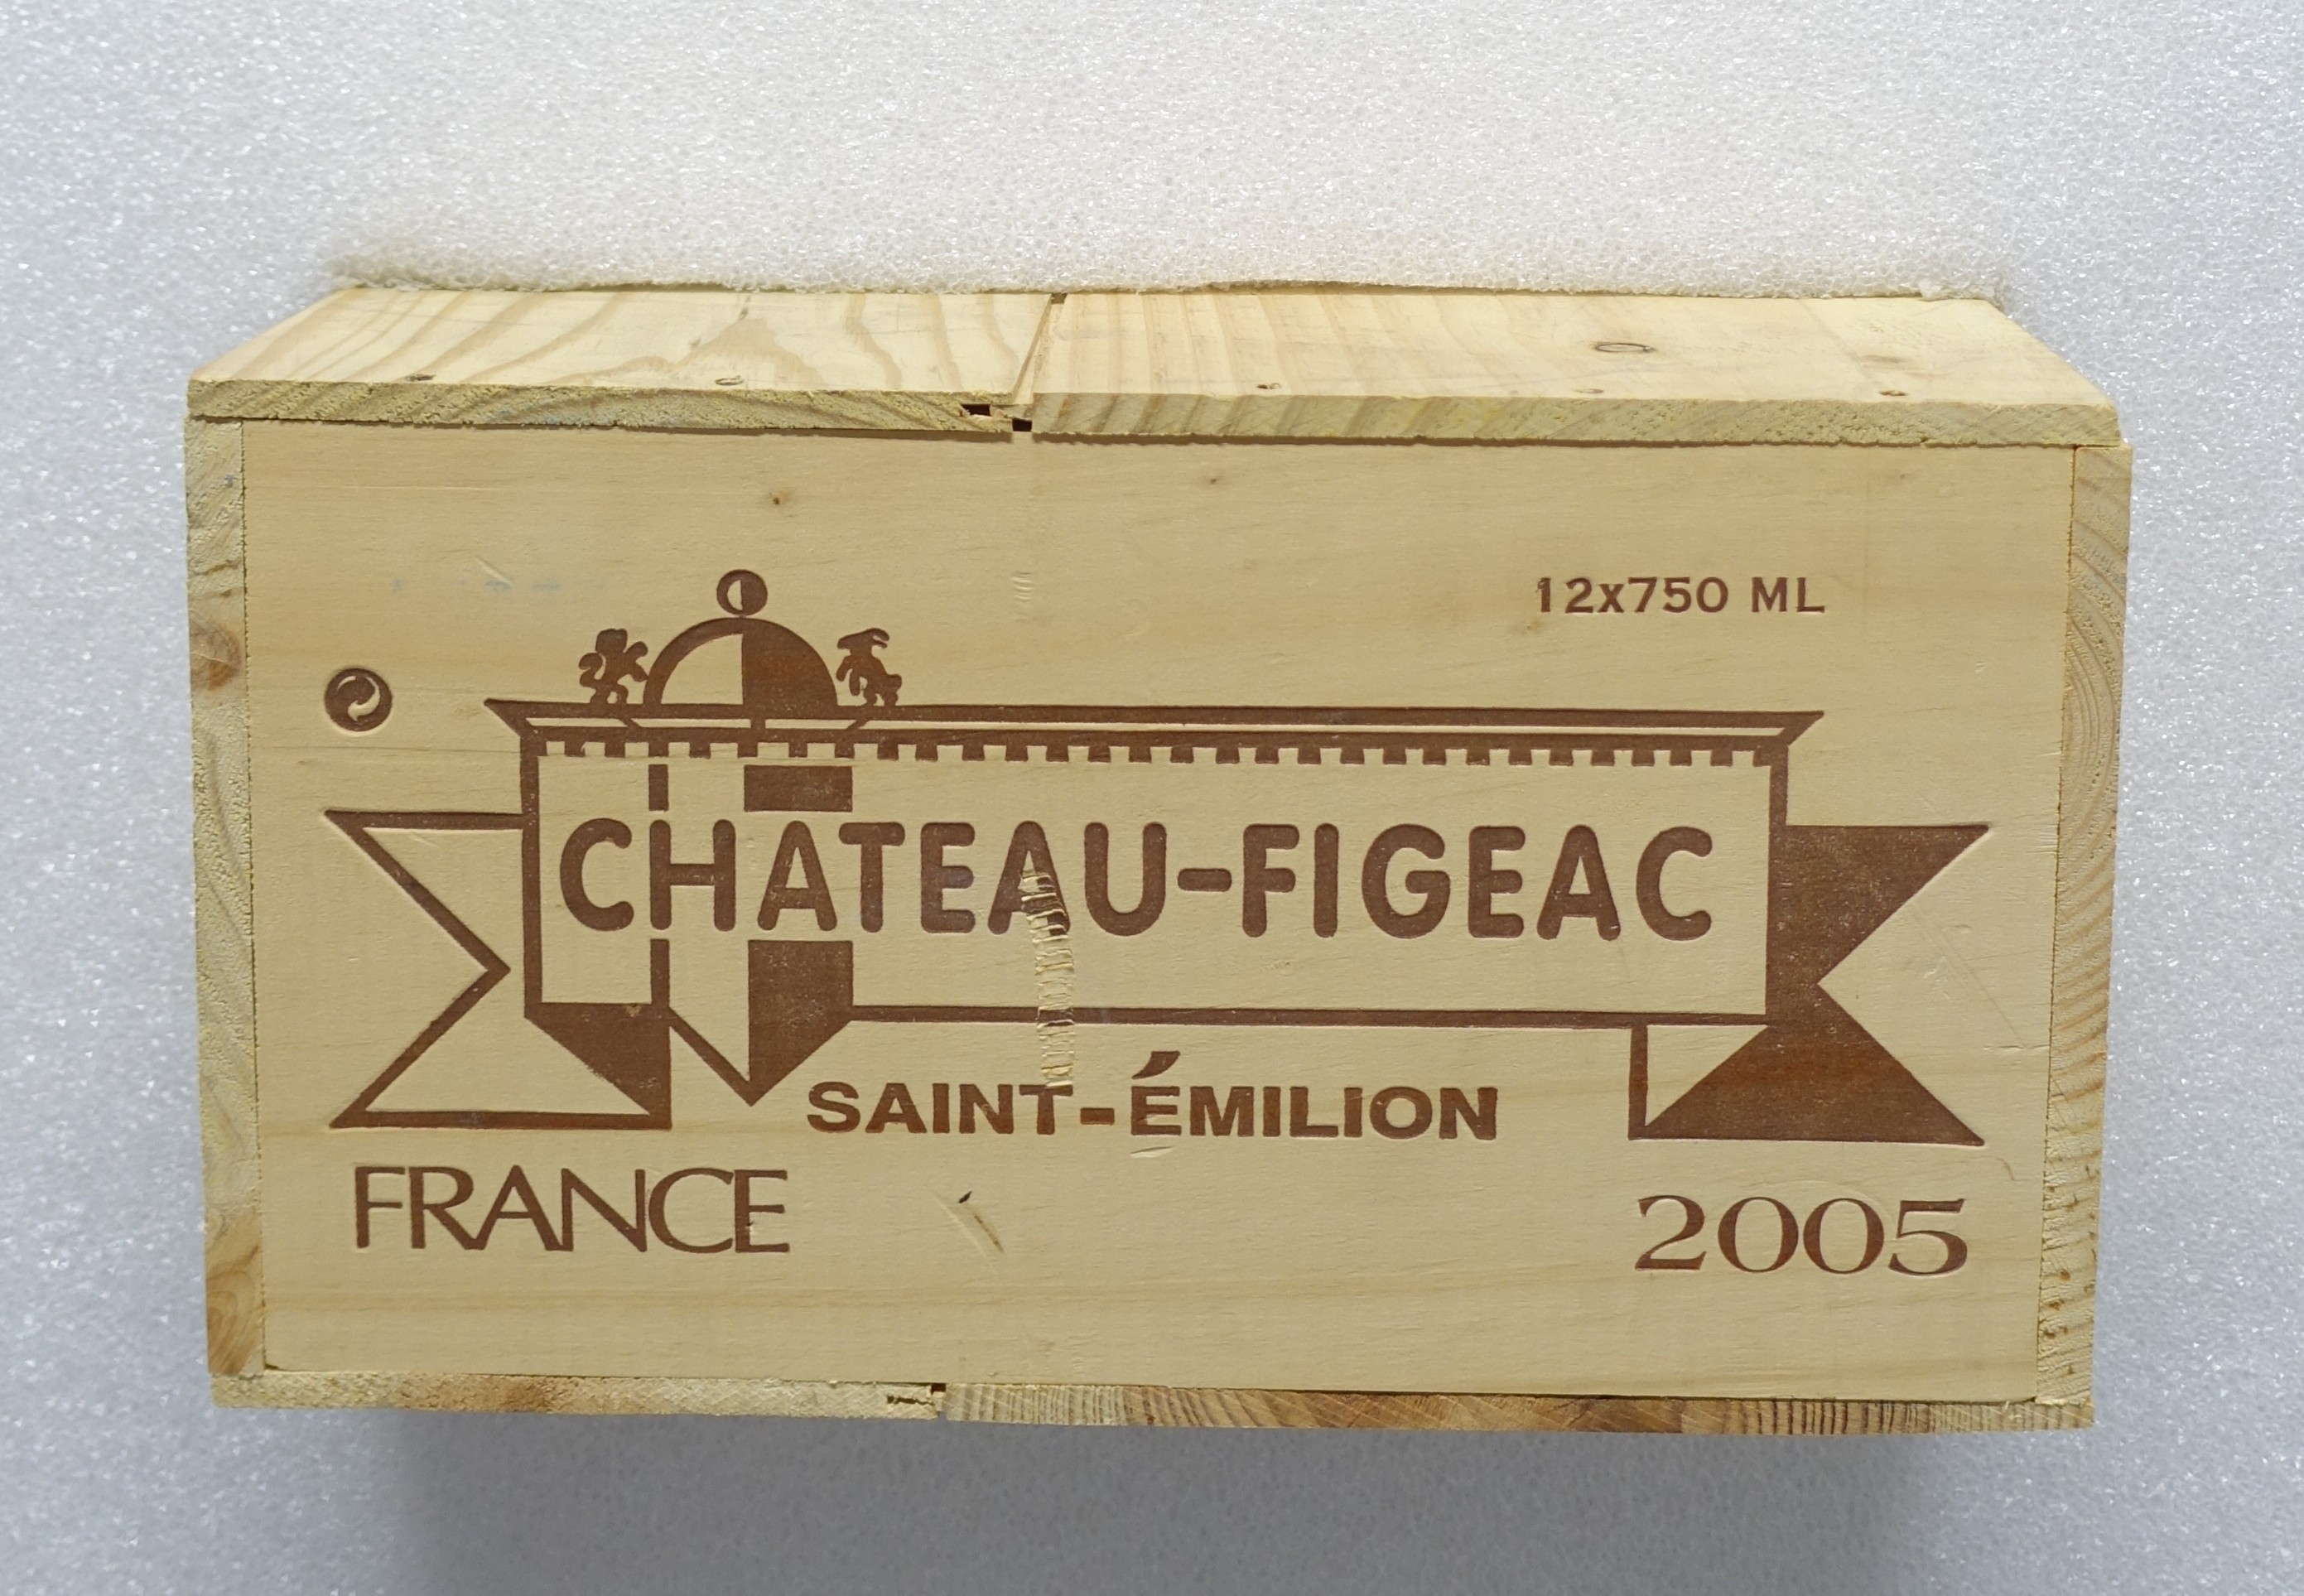 12x750 ML
CHATEAU-FIGEAC
SAINT-ÉMILION
FRANCE
2005